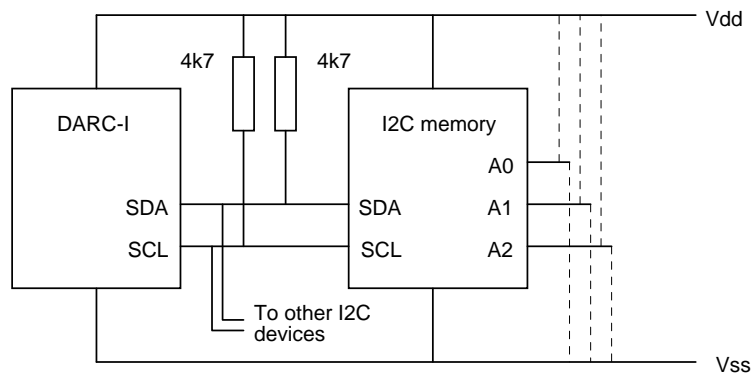 Vdd
4k7
4k7
DARC-I
I2C memory
A0
SDA
SDA
A1
SCL
SCL
A2
To other I2C
devices
Vss